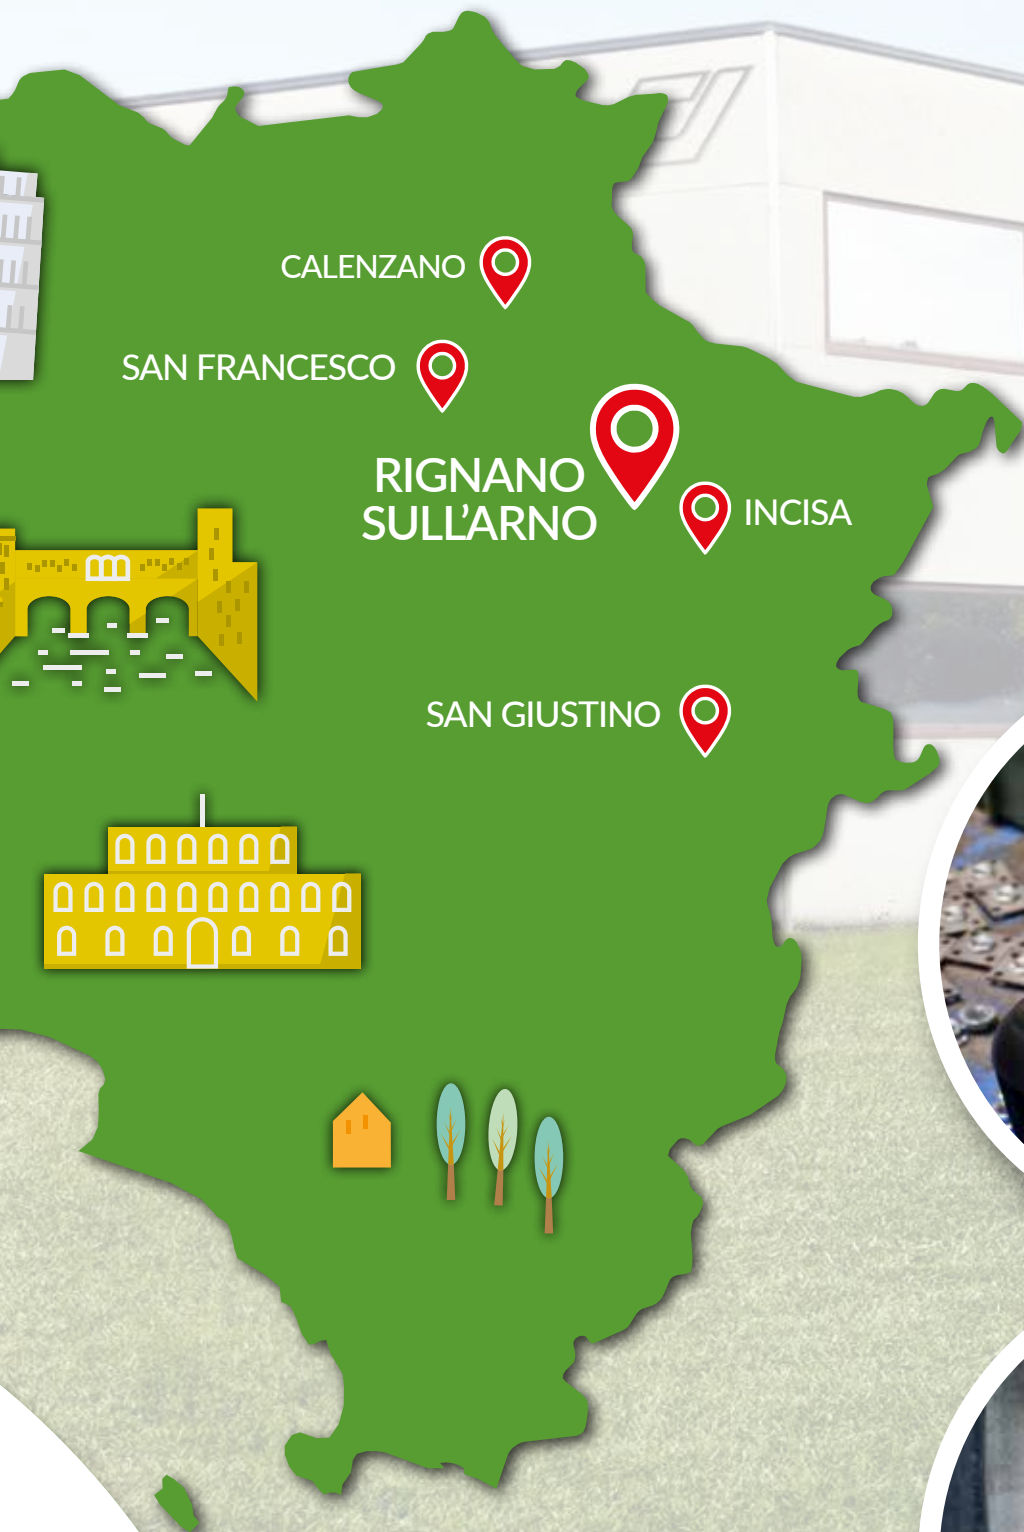 CALENZANO
SAN FRANCESCO
RIGNANO
SULL'ARNO
INCISA
SAN GIUSTINO